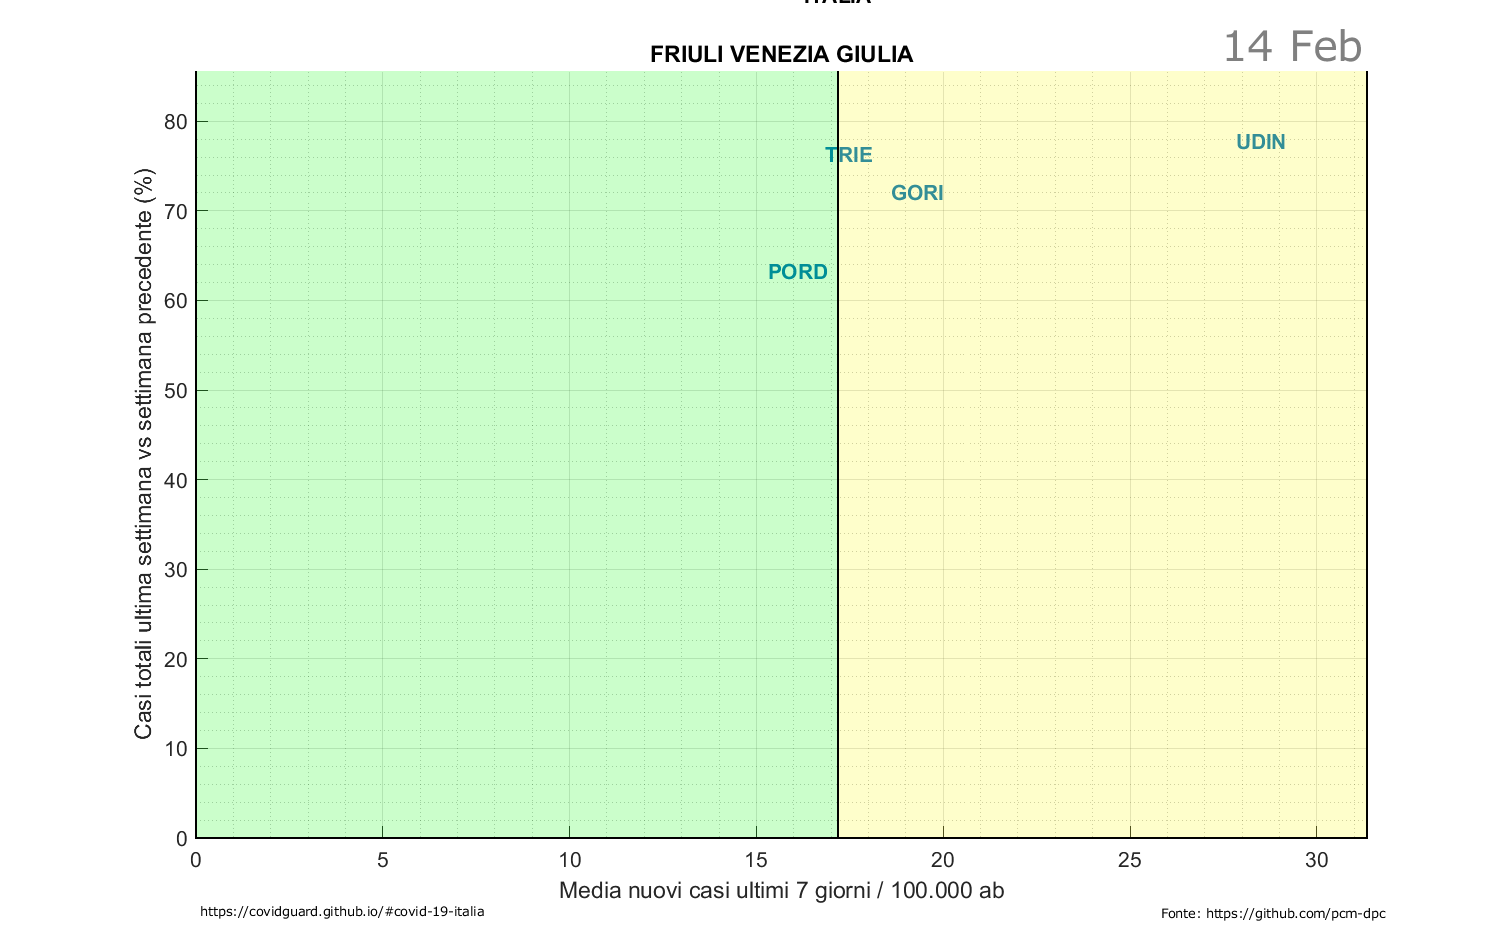 ITALIA
FRIULI VENEZIA GIULIA
14 Feb
Casi totali ultima settimana vs settimana precedente (%)
80
70
60
50
40
30
20
10
0
UDIN
TRIE
GORI
PORD
0 5 10 15 20 25 30
Media nuovi casi ultimi 7 giorni / 100.000 ab
https://covidguard.github.io/#covid-19-italia
Fonte: https://github.com/pcm-dpc